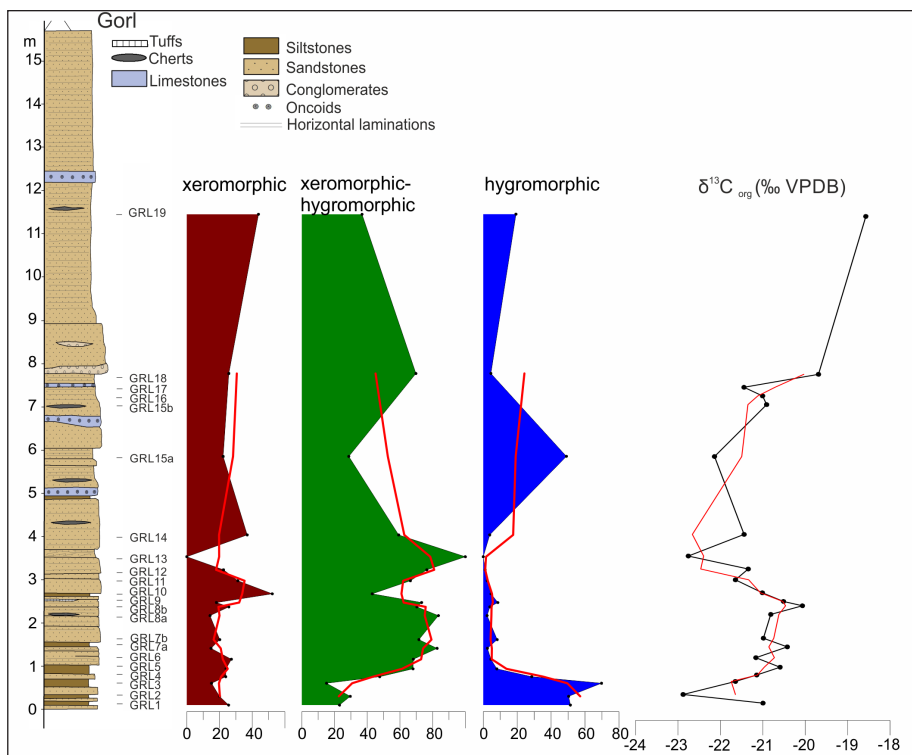 Gorl
m
Tuffs
Cherts
Limestones
Siltstones
Sandstones
Conglomerates
Oncoids
Horizontal laminations
15
14
13
12
11
10
9
8
7
6
5
4
3
2
1
0
GRL19
GRL18
GRL17
GRL16
GRL15b
GRL15a
GRL14
GRL13
GRL12
GRL11
GRL10
GRL9
GRL8b
GRL8a
GRL7b
GRL7a
GRL6
GRL5
GRL4
GRL3
GRL2
GRL1
xeromorphic
0 20 40 60
xeromorphic-
hygromorphic
0 20 40 60 80
hygromorphic
0 20 40 60 80
δ¹³C org (‰ VPDB)
-24 -22 -21 -20 -19 -18